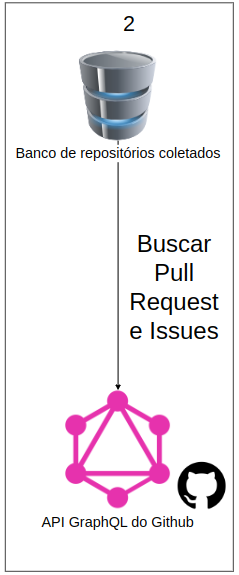 2
Banco de repositórios coletados
Buscar
Pull
Request
e Issues
API GraphQL do Github